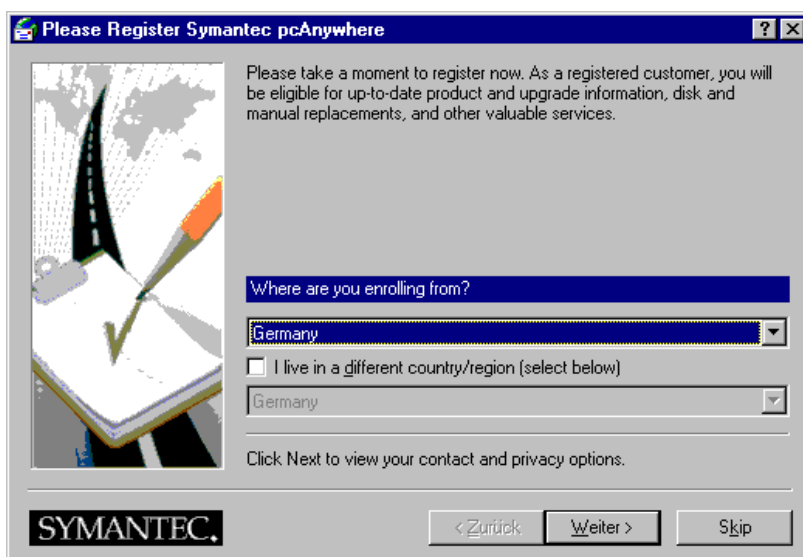 Please Register Symantec pcAnywhere
Please take a moment to register now. As a registered customer, you will
be eligible for up-to-date product and upgrade information, disk and
manual replacements, and other valuable services.
Where are you enrolling from?
Germany
I live in a different country/region (select below)
Germany
Click Next to view your contact and privacy options.
SYMANTEC.
< Zurück
Weiter >
Skip